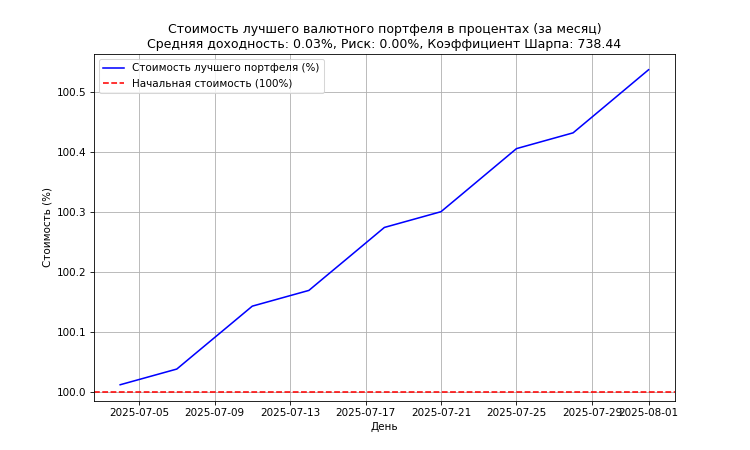 Стоимость лучшего валютного портфеля в процентах (за месяц)
Средняя доходность: 0.03%, Риск: 0.00%, Коэффициент Шарпа: 738.44
Стоимость лучшего портфеля (%)
Начальная стоимость (100%)
Стоимость (%)
100.5
100.4
100.3
100.2
100.1
100.0
2025-07-05
2025-07-09
2025-07-13
2025-07-17
2025-07-21
2025-07-25
2025-07-29
2025-08-01
День